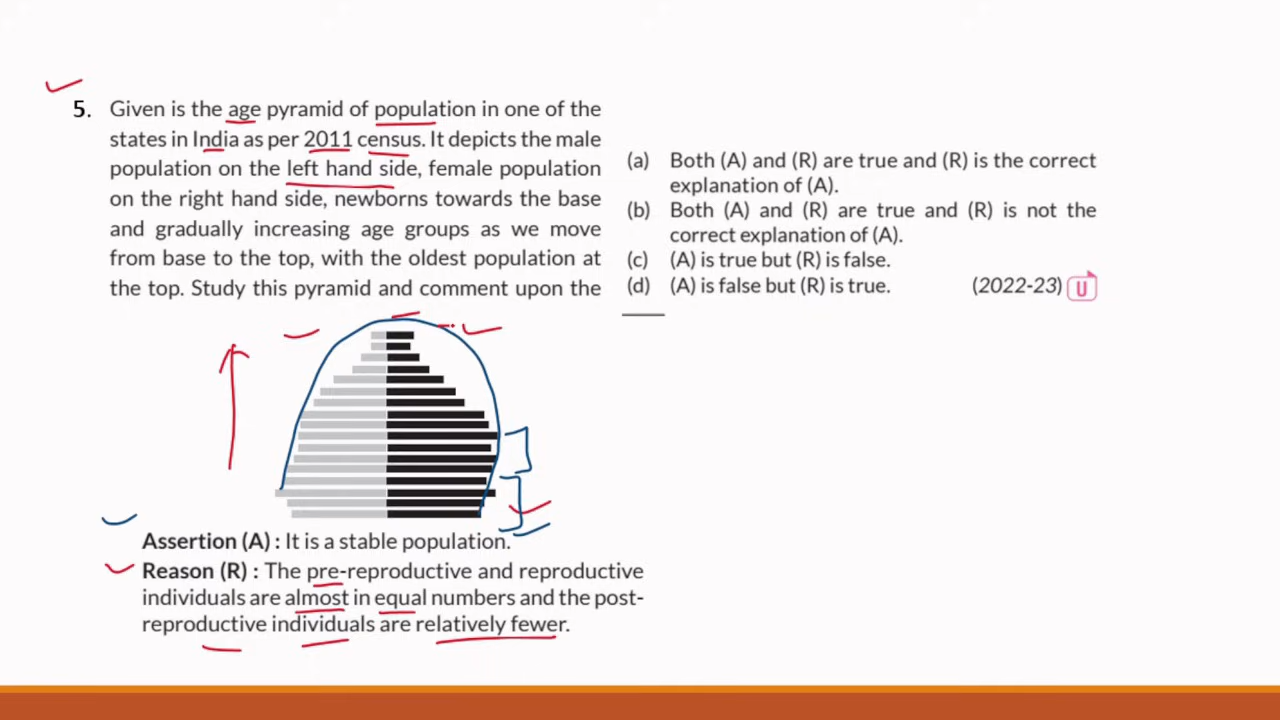 5. Given is the age pyramid of population in one of the
states in India as per 2011 census. It depicts the male
population on the left hand side, female population
on the right hand side, newborns towards the base
and gradually increasing age groups as we move
from base to the top, with the oldest population at
the top. Study this pyramid and comment upon the
Assertion (A) : It is a stable population.
Reason (R) : The pre-reproductive and reproductive
individuals are almost in equal numbers and the post-
reproductive individuals are relatively fewer.
(a) Both (A) and (R) are true and (R) is the correct
explanation of (A).
(b) Both (A) and (R) are true and (R) is not the
correct explanation of (A).
(c) (A) is true but (R) is false.
(d) (A) is false but (R) is true. (2022-23) U